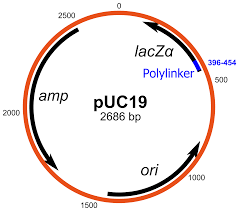 0
2500
lacZα
396-454
Polylinker
500
amp
pUC19
2686 bp
2000
ori
1000
1500